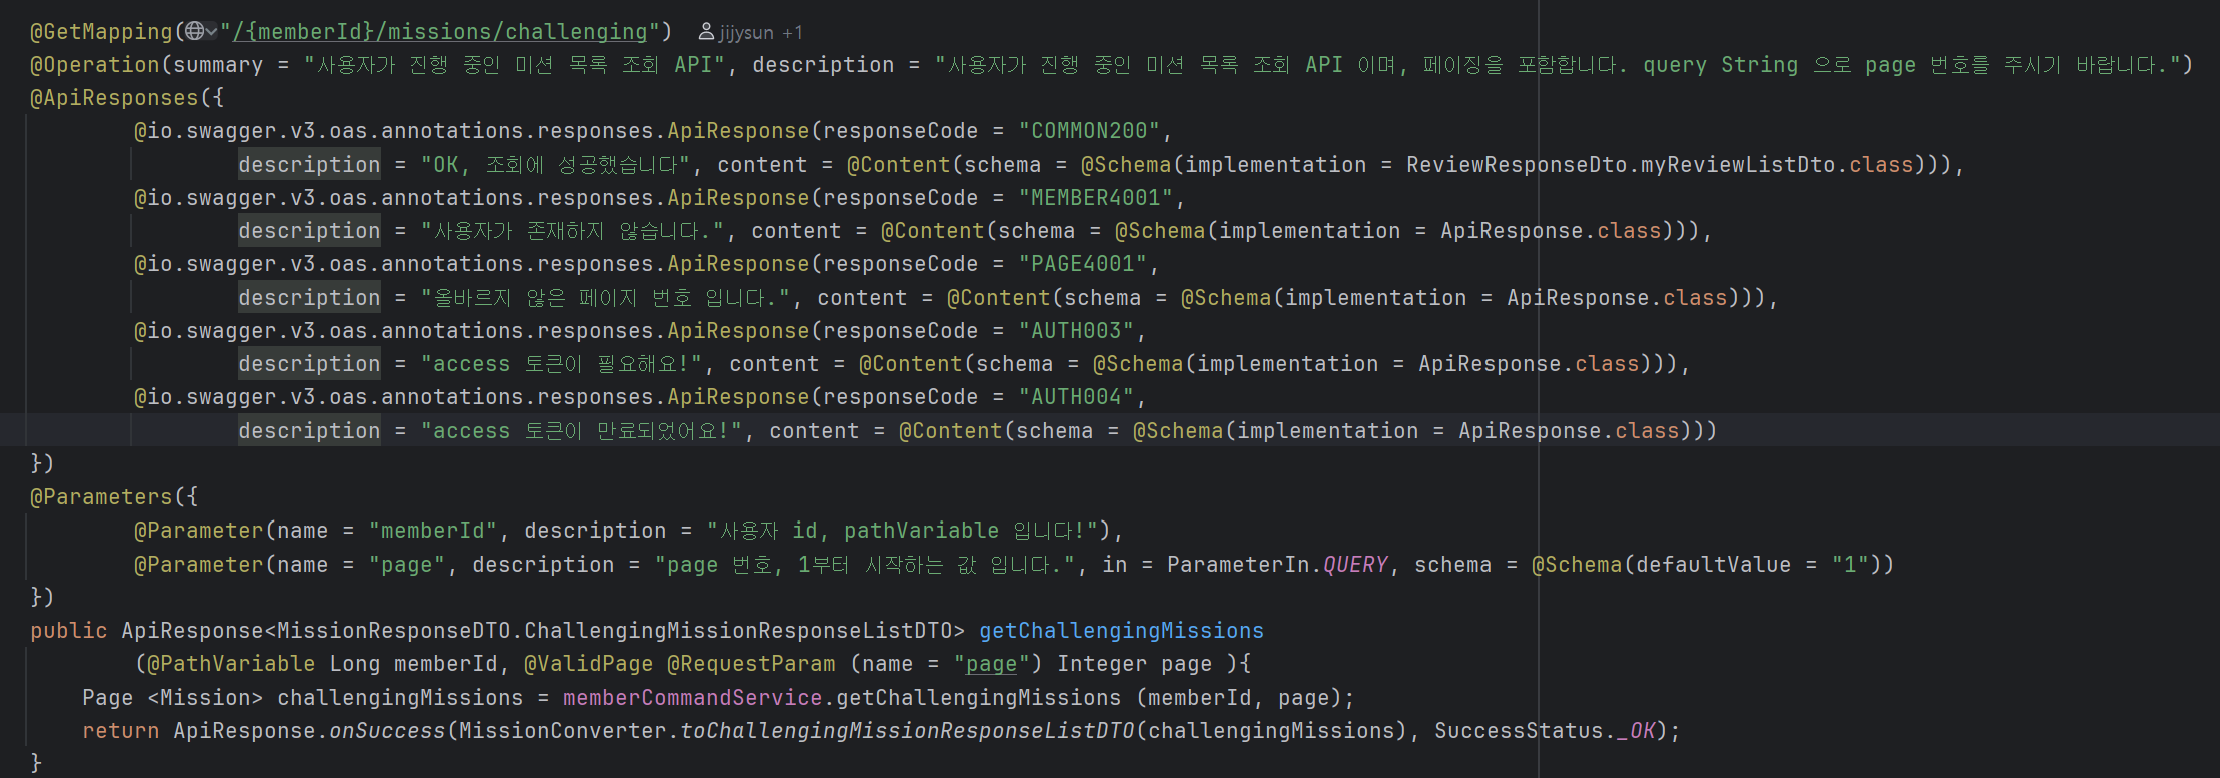 @GetMapping("/{memberId}/missions/challenging") jijysun +1
@Operation(summary = "사용자가 진행 중인 미션 목록 조회 API", description = "사용자가 진행 중인 미션 목록 조회 API 이며, 페이징을 포함합니다. query String 으로 page 번호를 주시기 바랍니다.")
@ApiResponses({
@io.swagger.v3.oas.annotations.responses.ApiResponse(responseCode = "COMMON200",
description = "OK, 조회에 성공했습니다", content = @Content(schema = @Schema(implementation = ReviewResponseDto.myReviewListDto.class))),
@io.swagger.v3.oas.annotations.responses.ApiResponse(responseCode = "MEMBER4001",
description = "사용자가 존재하지 않습니다.", content = @Content(schema = @Schema(implementation = ApiResponse.class))),
@io.swagger.v3.oas.annotations.responses.ApiResponse(responseCode = "PAGE4001",
description = "올바르지 않은 페이지 번호 입니다.", content = @Content(schema = @Schema(implementation = ApiResponse.class))),
@io.swagger.v3.oas.annotations.responses.ApiResponse(responseCode = "AUTH003",
description = "access 토큰이 필요해요!", content = @Content(schema = @Schema(implementation = ApiResponse.class))),
@io.swagger.v3.oas.annotations.responses.ApiResponse(responseCode = "AUTH004",
description = "access 토큰이 만료되었어요!", content = @Content(schema = @Schema(implementation = ApiResponse.class)))
})
@Parameters({
@Parameter(name = "memberId", description = "사용자 id, pathVariable 입니다!"),
@Parameter(name = "page", description = "page 번호, 1부터 시작하는 값 입니다.", in = ParameterIn.QUERY, schema = @Schema(defaultValue = "1"))
})
public ApiResponse<MissionResponseDTO.ChallengingMissionResponseListDTO> getChallengingMissions
(@PathVariable Long memberId, @ValidPage @RequestParam (name = "page") Integer page ){
Page <Mission> challengingMissions = memberCommandService.getChallengingMissions (memberId, page);
return ApiResponse.onSuccess(MissionConverter.toChallengingMissionResponseListDTO(challengingMissions), SuccessStatus._OK);
}